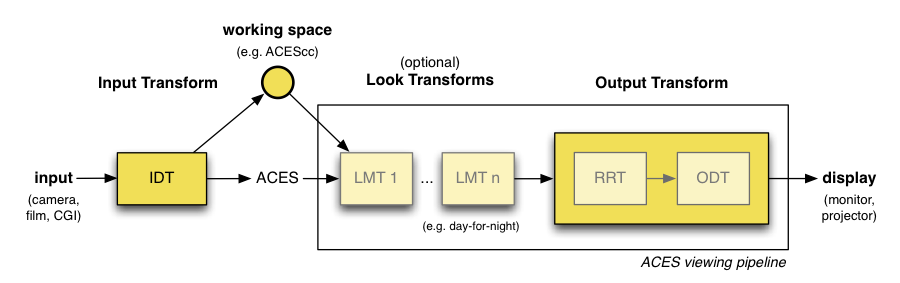 working space
(e.g. ACEScc)
(optional)
Input Transform
Look Transforms
Output Transform
input
(camera,
film, CGI)
IDT
ACES
LMT 1
...
LMT n
(e.g. day-for-night)
RRT
ODT
display
(monitor,
projector)
ACES viewing pipeline